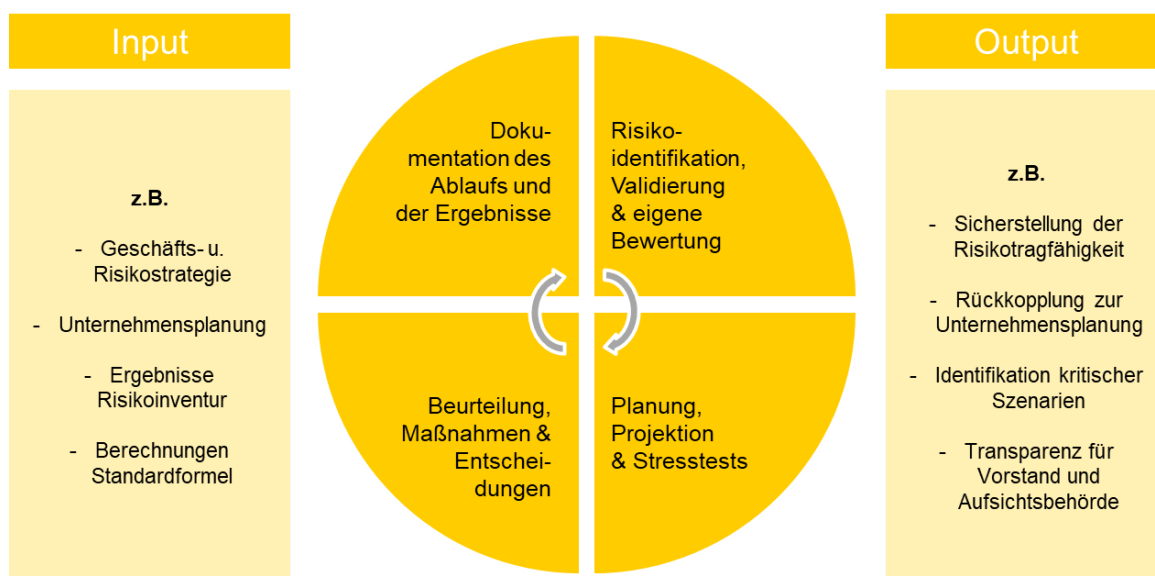 Input
z.B.
- Geschäfts- u.
Risikostrategie
- Unternehmensplanung
- Ergebnisse
Risikoinventur
- Berechnungen
Standardformel
Doku-
mentation des
Ablaufs und
der Ergebnisse
Risiko-
identifikation,
Validierung
& eigene
Bewertung
Beurteilung,
Maßnahmen &
Entschei-
dungen
Planung,
Projektion
& Stresstests
Output
z.B.
- Sicherstellung der
Risikotragfähigkeit
- Rückkopplung zur
Unternehmensplanung
- Identifikation kritischer
Szenarien
- Transparenz für
Vorstand und
Aufsichtsbehörde